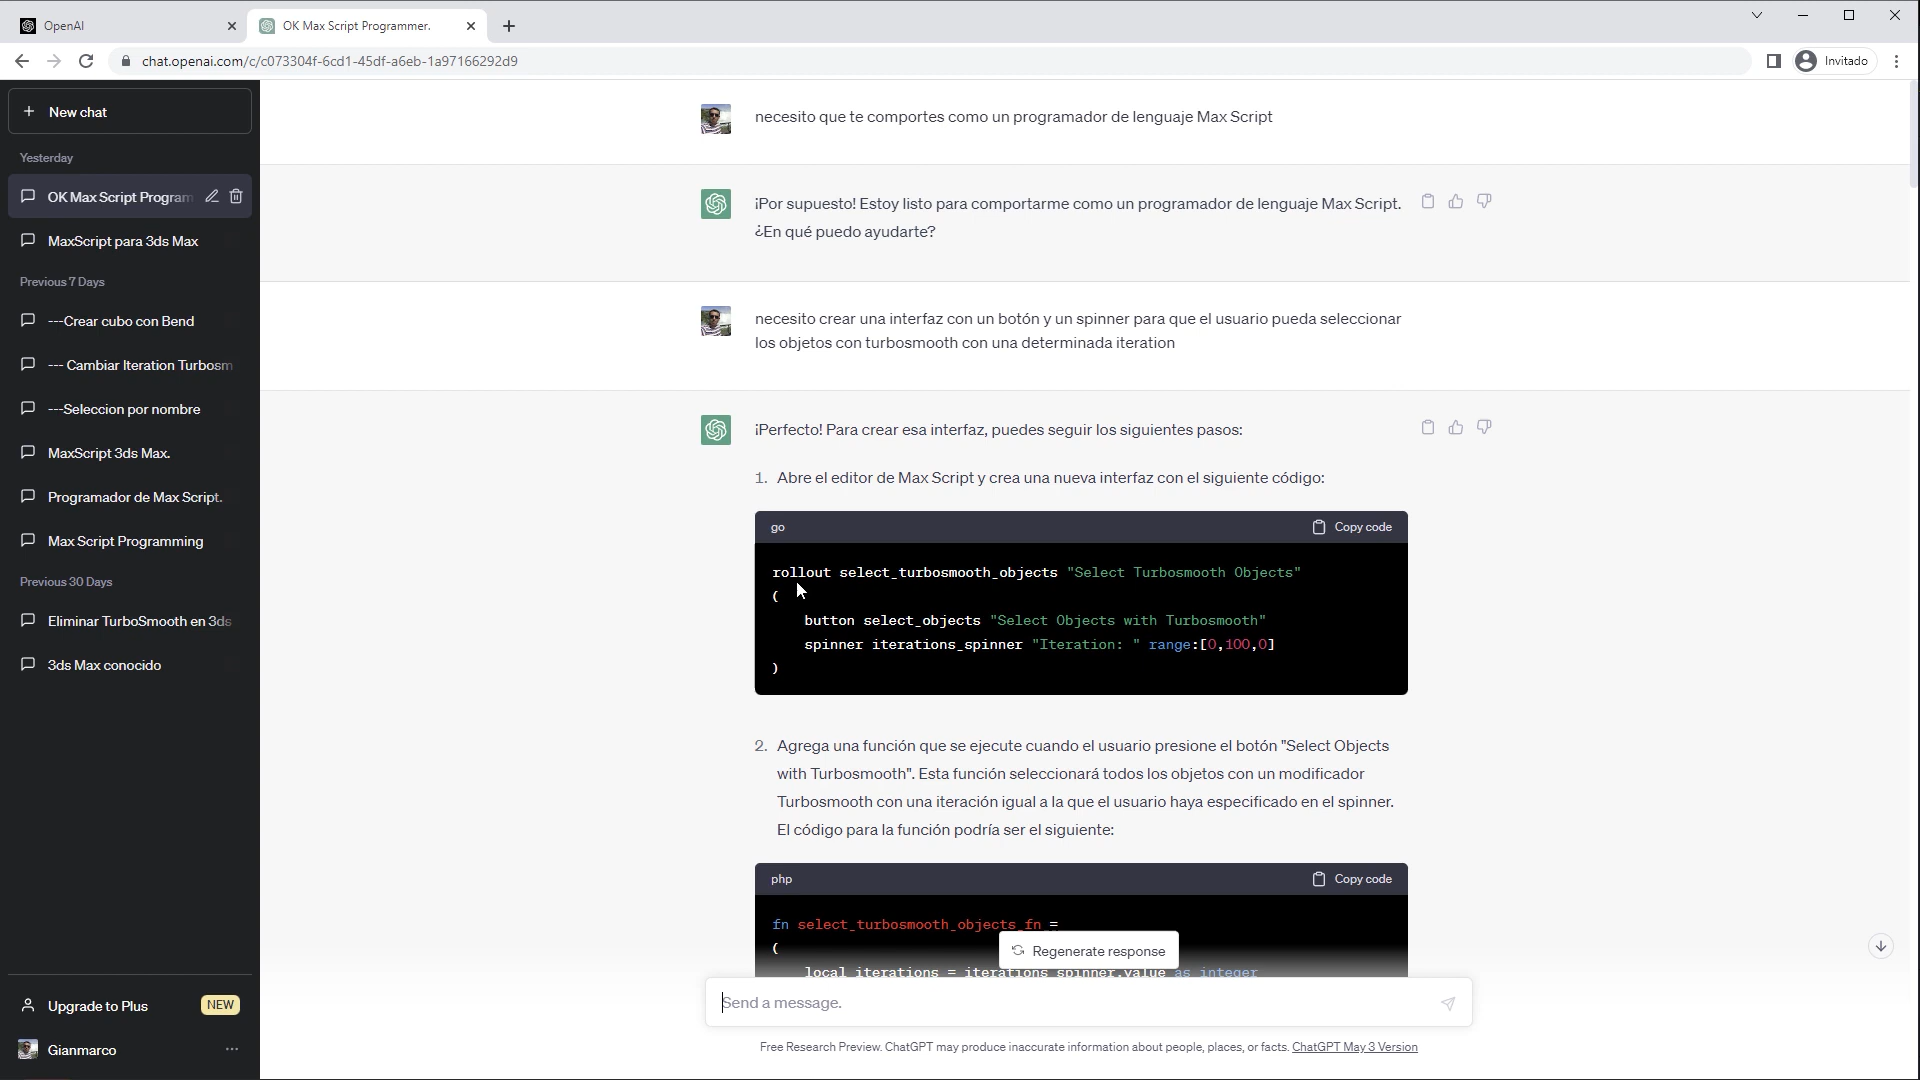 OpenAI
OK Max Script Programmer.
chat.openai.com/c/c073304f-6cd1-45df-a6eb-1a97166292d9
Invitado
New chat
Yesterday
OK Max Script Program
MaxScript para 3ds Max
Previous 7 Days
---Crear cubo con Bend
--- Cambiar Iteration Turbosm
---Seleccion por nombre
MaxScript 3ds Max.
Programador de Max Script.
Max Script Programming
Previous 30 Days
Eliminar TurboSmooth en 3ds
3ds Max conocido
Upgrade to Plus
NEW
Gianmarco
necesito que te comportes como un programador de lenguaje Max Script
¡Por supuesto! Estoy listo para comportarme como un programador de lenguaje Max Script.
¿En qué puedo ayudarte?
necesito crear una interfaz con un botón y un spinner para que el usuario pueda seleccionar
los objetos con turbosmooth con una determinada iteration
¡Perfecto! Para crear esa interfaz, puedes seguir los siguientes pasos:
1. Abre el editor de Max Script y crea una nueva interfaz con el siguiente código:
go
Copy code
rollout select_turbosmooth_objects "Select Turbosmooth Objects"
(
button select_objects "Select Objects with Turbosmooth"
spinner iterations_spinner "Iteration: " range:[0,100,0]
)
2. Agrega una función que se ejecute cuando el usuario presione el botón "Select Objects
with Turbosmooth". Esta función seleccionará todos los objetos con un modificador
Turbosmooth con una iteración igual a la que el usuario haya especificado en el spinner.
El código para la función podría ser el siguiente:
php
Copy code
fn select_turbosmooth_objects_fn =
(
local iterations = iterations_spinner.value as integer
Regenerate response
Send a message.
Free Research Preview. ChatGPT may produce inaccurate information about people, places, or facts. ChatGPT May 3 Version